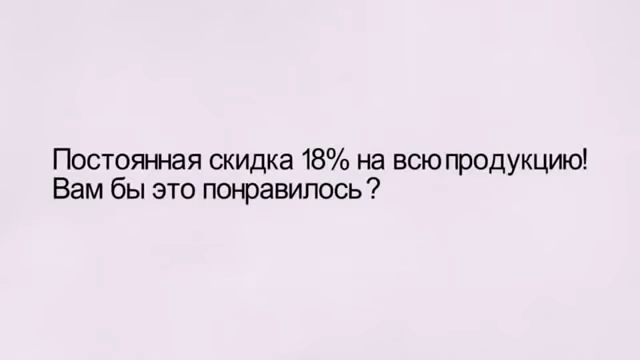 Постоянная скидка 18% на всю продукцию!
Вам бы это понравилось?